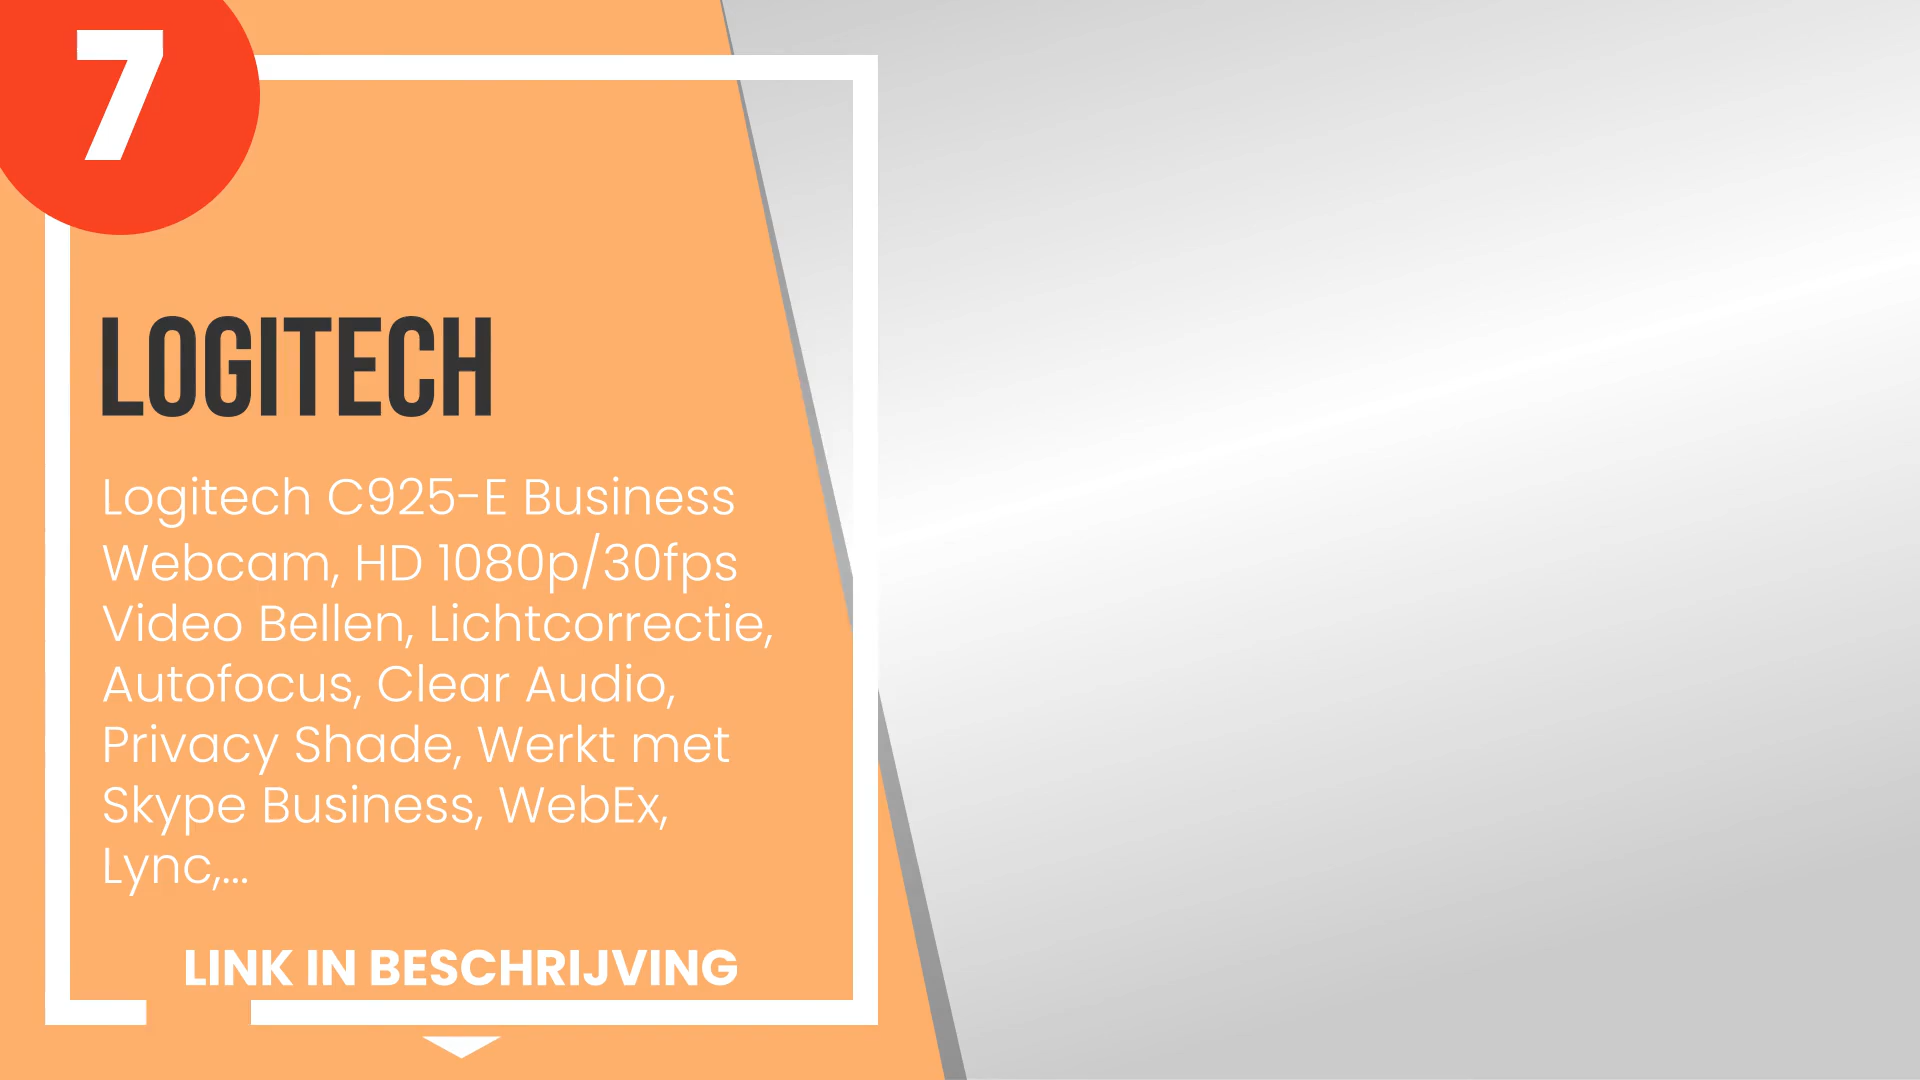 7
LOGITECH
Logitech C925-E Business
Webcam, HD 1080p/30fps
Video Bellen, Lichtcorrectie,
Autofocus, Clear Audio,
Privacy Shade, Werkt met
Skype Business, WebEx,
Lync,...
LINK IN BESCHRIJVING